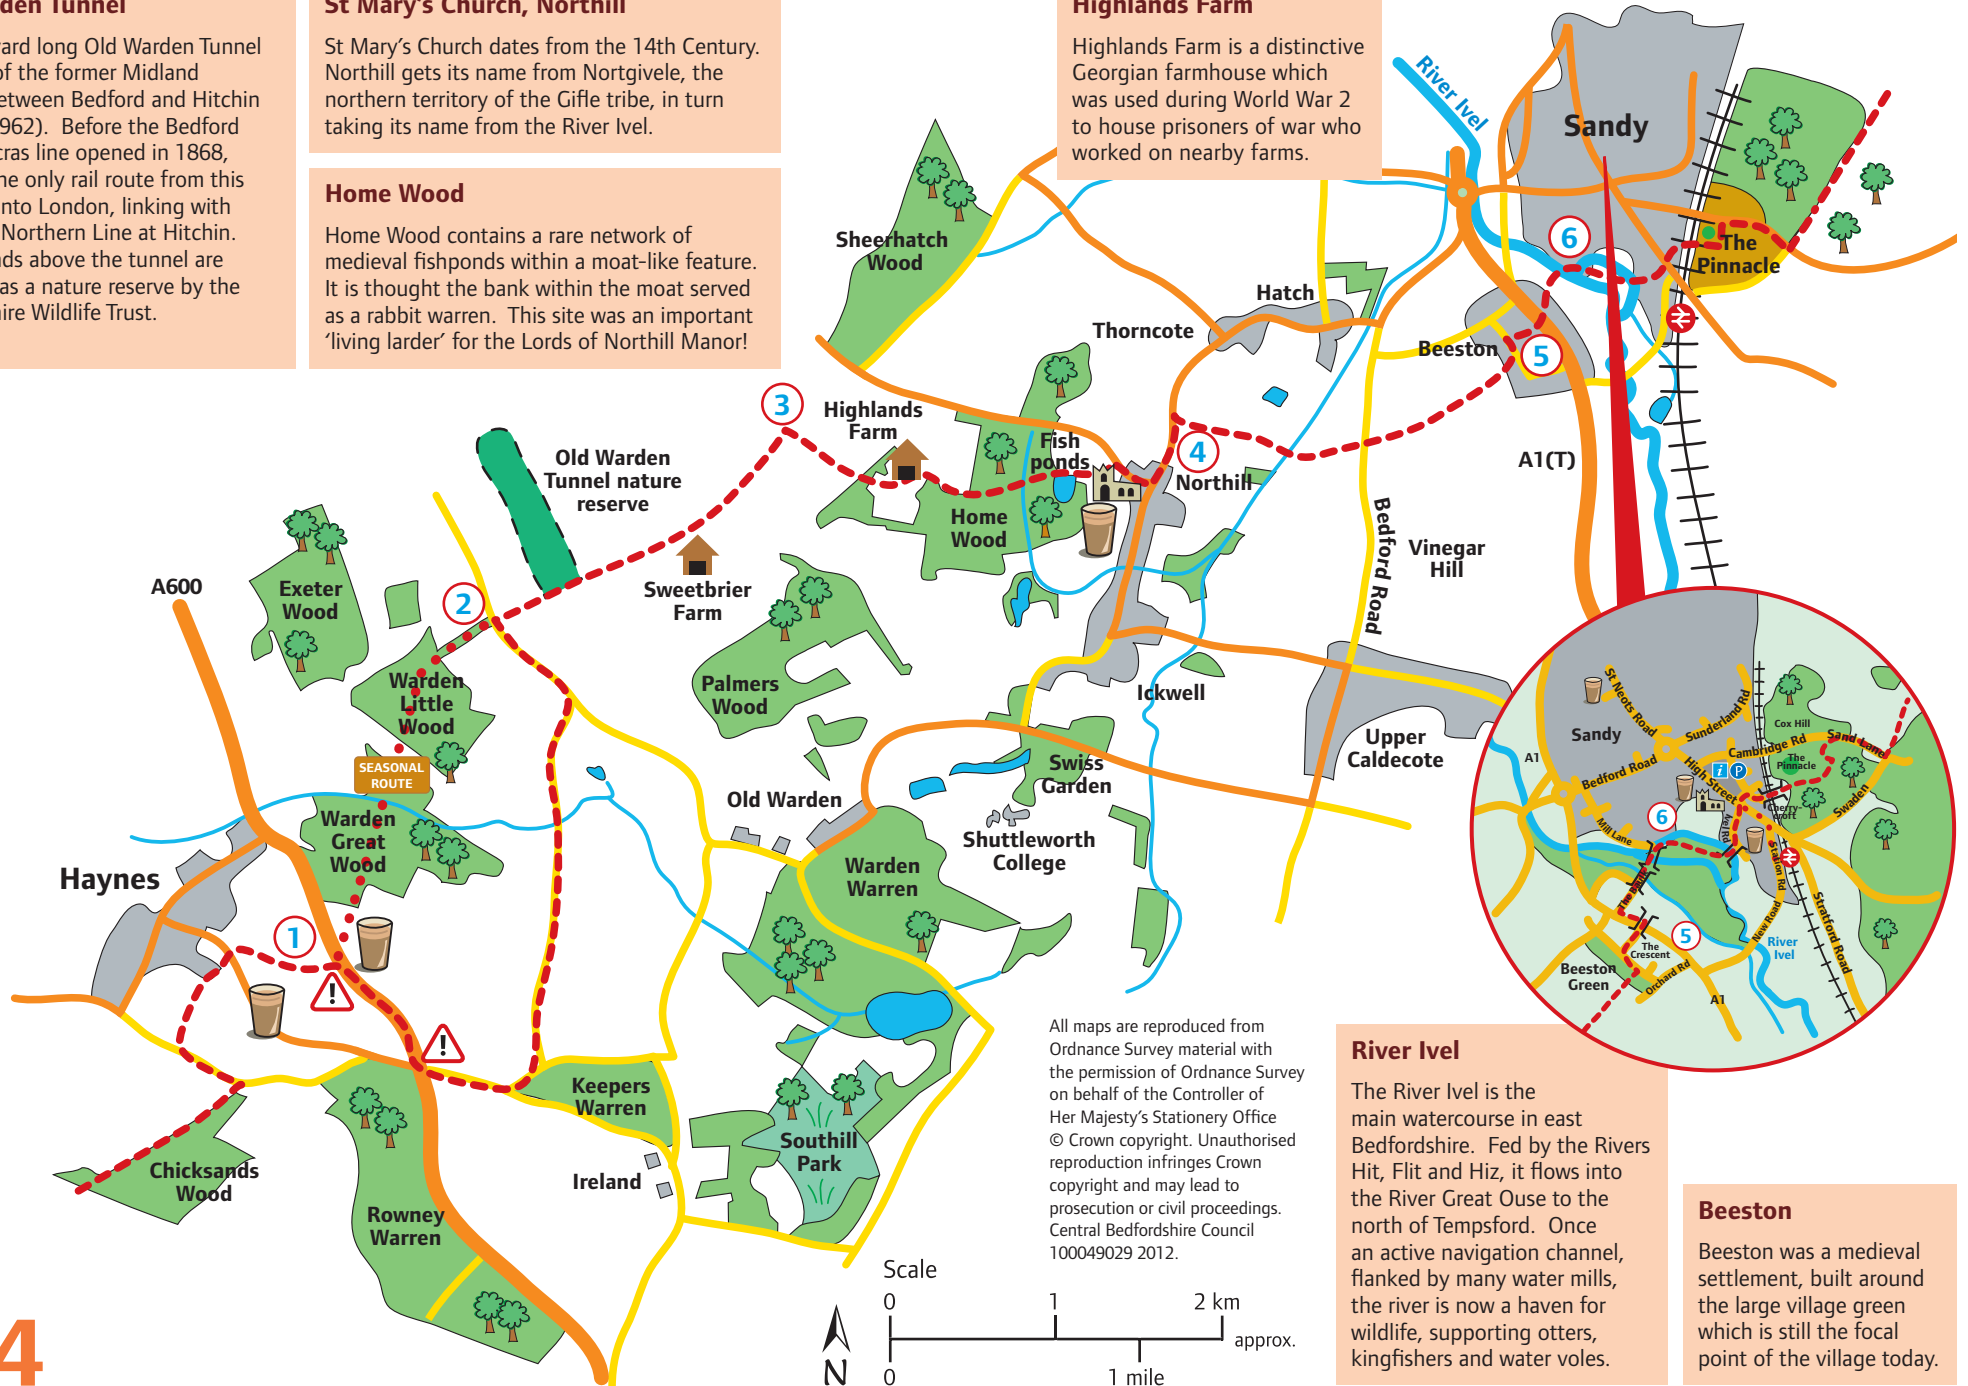 den Tunnel
ard long Old Warden Tunnel
of the former Midland
etween Bedford and Hitchin
962). Before the Bedford
cras line opened in 1868,
ne only rail route from this
nto London, linking with
Northern Line at Hitchin.
ds above the tunnel are
as a nature reserve by the
ire Wildlife Trust.
St Mary's Church, Northill
St Mary's Church dates from the 14th Century.
Northill gets its name from Nortgivele, the
northern territory of the Gifle tribe, in turn
taking its name from the River Ivel.
Home Wood
Home Wood contains a rare network of
medieval fishponds within a moat-like feature.
It is thought the bank within the moat served
as a rabbit warren. This site was an important
'living larder' for the Lords of Northill Manor!
Highlands Farm
Highlands Farm is a distinctive
Georgian farmhouse which
was used during World War 2
to house prisoners of war who
worked on nearby farms.
River Ivel
Sandy
6
The
Pinnacle
Sheerhatch
Wood
Hatch
Thorncote
Beeston
5
A1(T)
3
Highlands
Farm
Fish
ponds
4
Northill
Home
Wood
Old Warden
Tunnel nature
reserve
Bedford Road
Vinegar
Hill
A600
Exeter
Wood
2
Sweetbrier
Farm
Palmers
Wood
Ickwell
Upper
Caldecote
Warden
Little
Wood
SEASONAL
ROUTE
Swiss
Garden
Old Warden
Shuttleworth
College
Warden
Great
Wood
Haynes
Warden
Warren
1
!
!
Keepers
Warren
Southill
Park
Ireland
Chicksands
Wood
Rowney
Warren
St Neots Road
Sandy
Sunderland Rd
Cox Hill
Cambridge Rd
Sand Lane
A1
Bedford Road
High Street
i
P
The
Pinnacle
Swaden
Cherry-
croft
6
Mill Lane
Ivel Rd
Station Rd
The Bank
New Road
Stratford Road
5
The
Crescent
River
Ivel
Beeston
Green
Orchard Rd
A1
All maps are reproduced from
Ordnance Survey material with
the permission of Ordnance Survey
on behalf of the Controller of
Her Majesty's Stationery Office
© Crown copyright. Unauthorised
reproduction infringes Crown
copyright and may lead to
prosecution or civil proceedings.
Central Bedfordshire Council
100049029 2012.
River Ivel
The River Ivel is the
main watercourse in east
Bedfordshire. Fed by the Rivers
Hit, Flit and Hiz, it flows into
the River Great Ouse to the
north of Tempsford. Once
an active navigation channel,
flanked by many water mills,
the river is now a haven for
wildlife, supporting otters,
kingfishers and water voles.
Beeston
Beeston was a medieval
settlement, built around
the large village green
which is still the focal
point of the village today.
Scale
0 1 2 km
approx.
0 1 mile
N
4